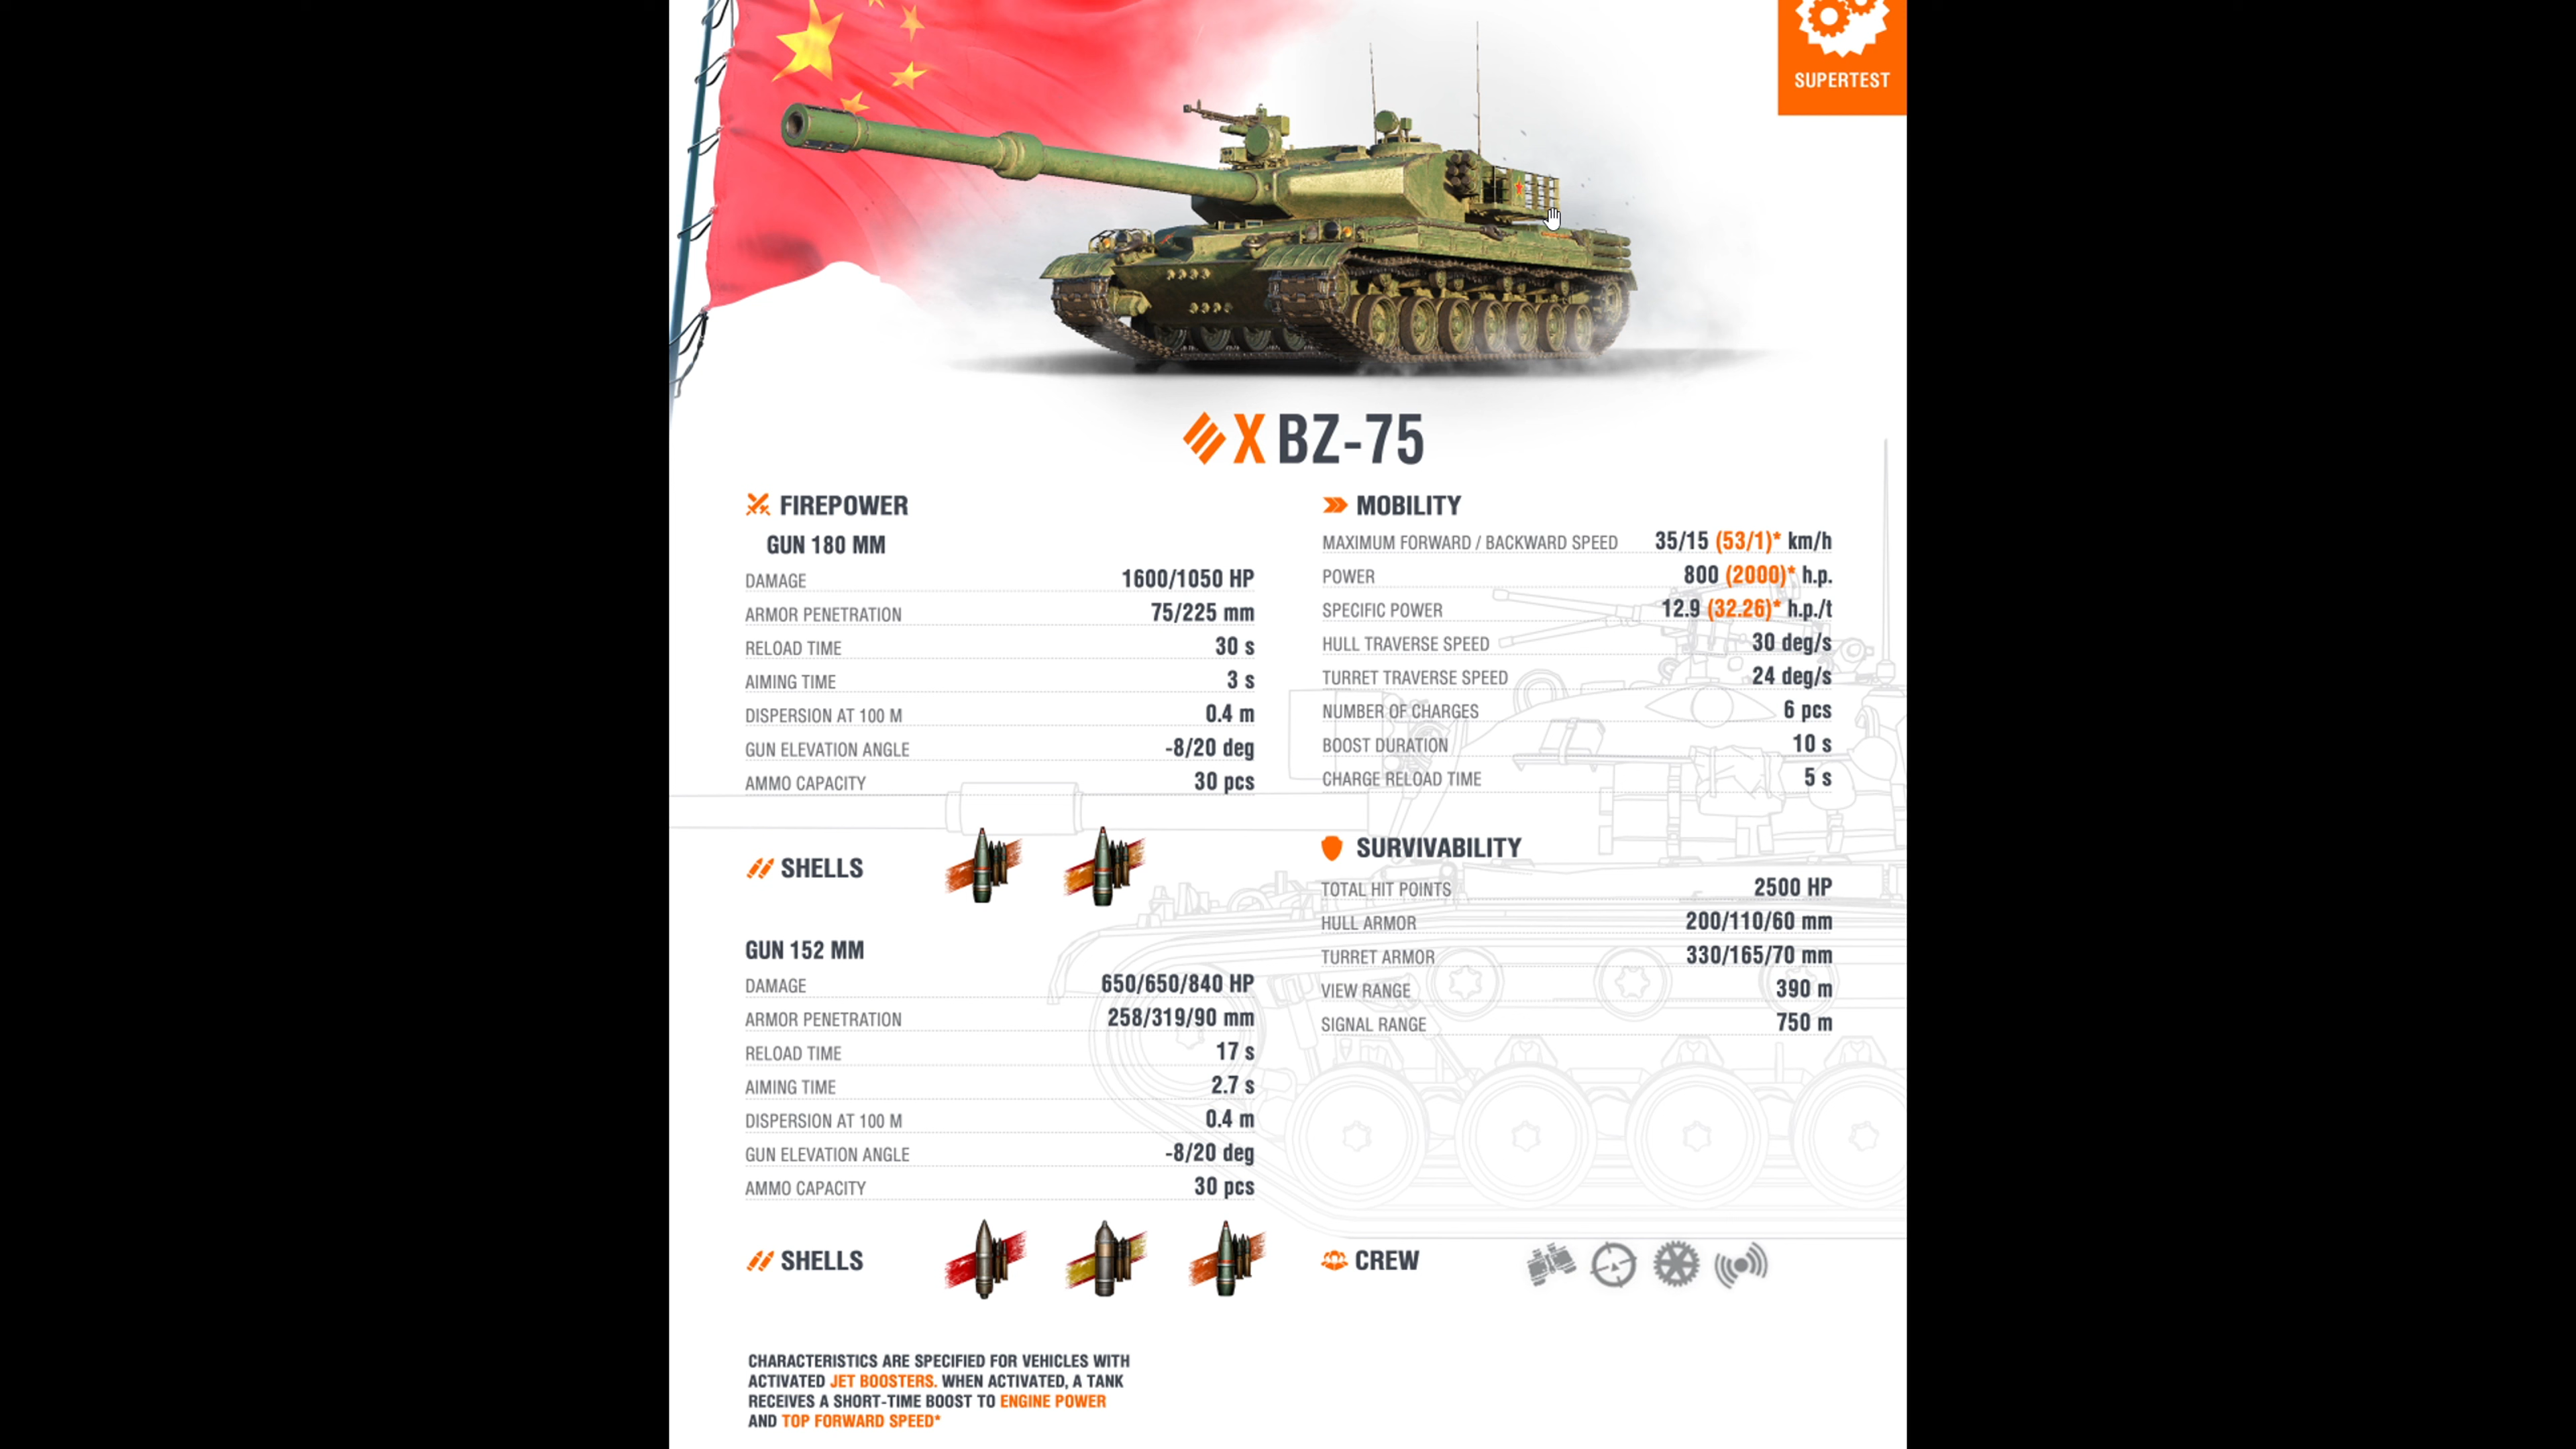 SUPERTEST
X BZ-75
FIREPOWER
GUN 180 MM
DAMAGE 1600/1050 HP
ARMOR PENETRATION 75/225 mm
RELOAD TIME 30 s
AIMING TIME 3 s
DISPERSION AT 100 M 0.4 m
GUN ELEVATION ANGLE -8/20 deg
AMMO CAPACITY 30 pcs
SHELLS
GUN 152 MM
DAMAGE 650/650/840 HP
ARMOR PENETRATION 258/319/90 mm
RELOAD TIME 17 s
AIMING TIME 2.7 s
DISPERSION AT 100 M 0.4 m
GUN ELEVATION ANGLE -8/20 deg
AMMO CAPACITY 30 pcs
SHELLS
MOBILITY
MAXIMUM FORWARD / BACKWARD SPEED 35/15 (53/1)* km/h
POWER 800 (2000)* h.p.
SPECIFIC POWER 12.9 (32.26)* h.p./t
HULL TRAVERSE SPEED 30 deg/s
TURRET TRAVERSE SPEED 24 deg/s
NUMBER OF CHARGES 6 pcs
BOOST DURATION 10 s
CHARGE RELOAD TIME 5 s
SURVIVABILITY
TOTAL HIT POINTS 2500 HP
HULL ARMOR 200/110/60 mm
TURRET ARMOR 330/165/70 mm
VIEW RANGE 390 m
SIGNAL RANGE 750 m
CREW
CHARACTERISTICS ARE SPECIFIED FOR VEHICLES WITH
ACTIVATED JET BOOSTERS. WHEN ACTIVATED, A TANK
RECEIVES A SHORT-TIME BOOST TO ENGINE POWER
AND TOP FORWARD SPEED*